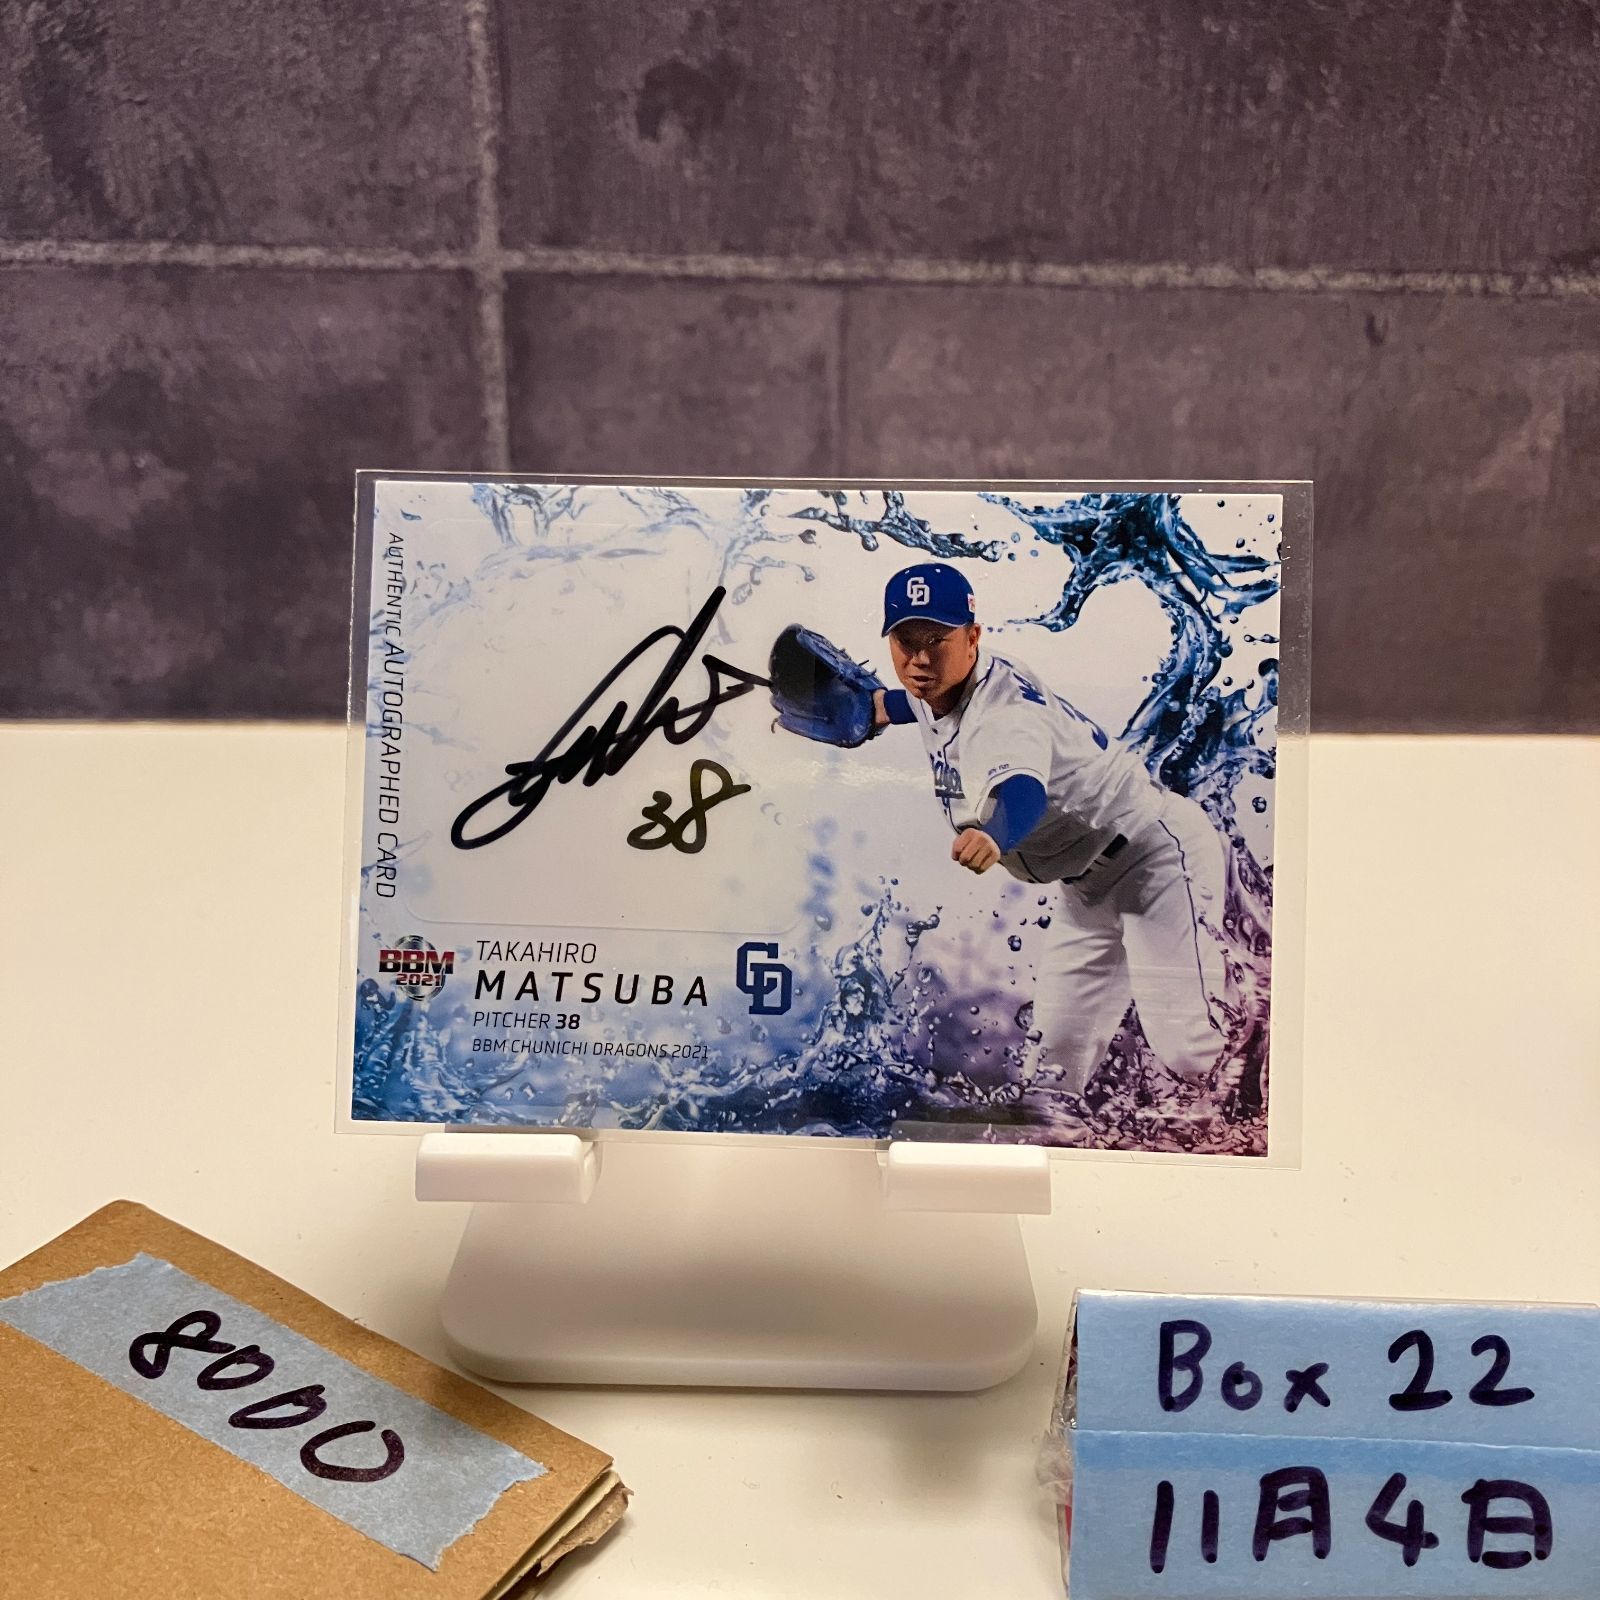 AUTHENTIC AUTOGRAPHED CARD
38
BBM
2021
TAKAHIRO
MATSUBA
CD
PITCHER 38
BBM CHUNICHI DRAGONS 2021
CD
8000
Box 22
11月4日